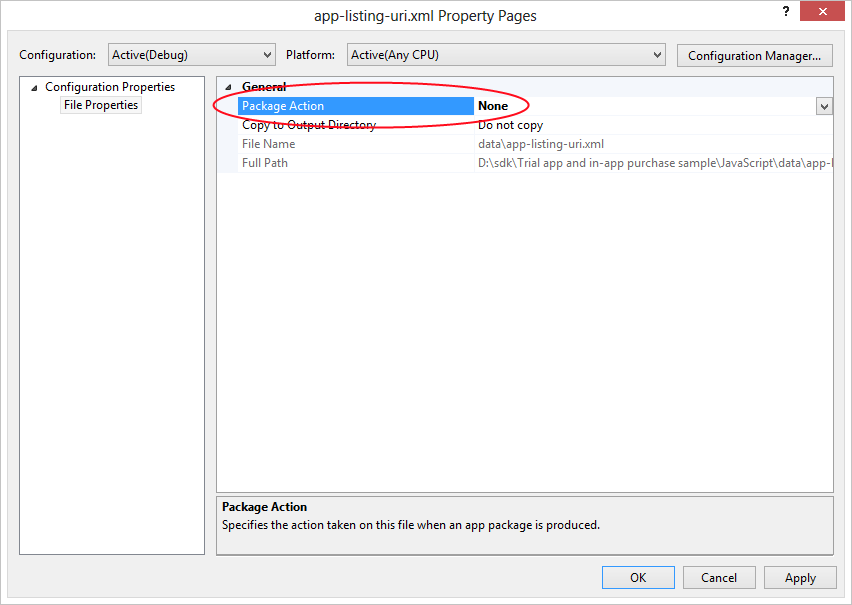 app-listing-uri.xml Property Pages
?
Configuration: Active(Debug) Platform: Active(Any CPU) Configuration Manager...
Configuration Properties
File Properties
General
Package Action None
Copy to Output Directory Do not copy
File Name data\app-listing-uri.xml
Full Path D:\sdk\Trial app and in-app purchase sample\JavaScript\data\app-l
Package Action
Specifies the action taken on this file when an app package is produced.
OK Cancel Apply